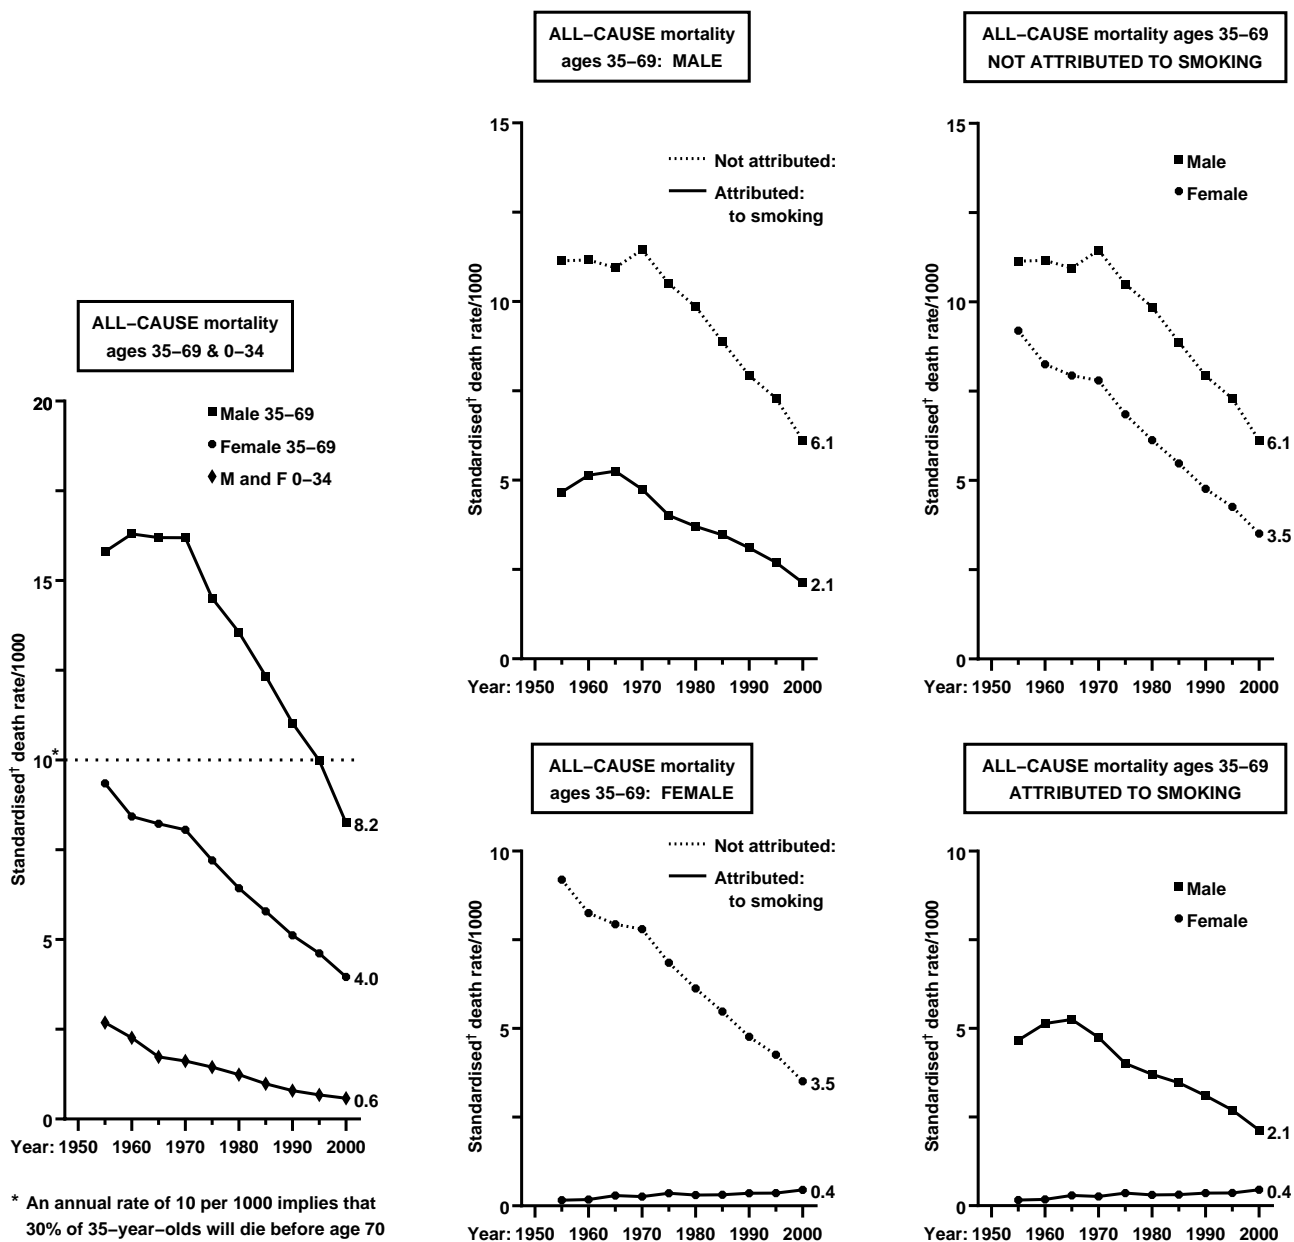 ALL−CAUSE mortality
ages 35−69 & 0−34
Standardised† death rate/1000
20
15
10
5
0
*
Male 35−69
Female 35−69
M and F 0−34
8.2
4.0
0.6
Year: 1950 1960 1970 1980 1990 2000
* An annual rate of 10 per 1000 implies that
30% of 35−year−olds will die before age 70
ALL−CAUSE mortality
ages 35−69: MALE
Standardised† death rate/1000
15
10
5
0
Not attributed:
Attributed:
to smoking
6.1
2.1
Year: 1950 1960 1970 1980 1990 2000
ALL−CAUSE mortality ages 35−69
NOT ATTRIBUTED TO SMOKING
Standardised† death rate/1000
15
10
5
0
Male
Female
6.1
3.5
Year: 1950 1960 1970 1980 1990 2000
ALL−CAUSE mortality
ages 35−69: FEMALE
Standardised† death rate/1000
10
5
0
Not attributed:
Attributed:
to smoking
3.5
0.4
Year: 1950 1960 1970 1980 1990 2000
ALL−CAUSE mortality ages 35−69
ATTRIBUTED TO SMOKING
Standardised† death rate/1000
10
5
0
Male
Female
2.1
0.4
Year: 1950 1960 1970 1980 1990 2000